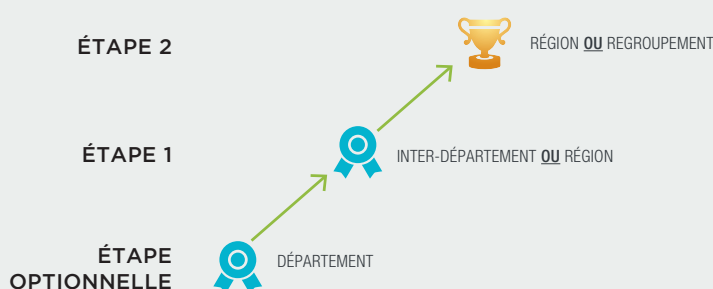 ÉTAPE 2
RÉGION OU REGROUPEMENT
ÉTAPE 1
INTER-DÉPARTEMENT OU RÉGION
ÉTAPE
OPTIONNELLE
DÉPARTEMENT